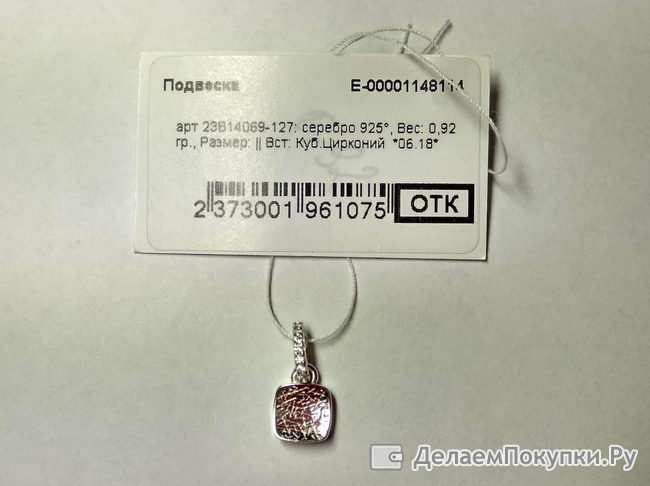 Подвеска E-00001148114
арт 23В14069-127: серебро 925°, Вес: 0,92
гр., Размер: || Вст: Куб.Цирконий *06.18*
2 373001 961075 ОТК
ДелаемПокупки.Ру